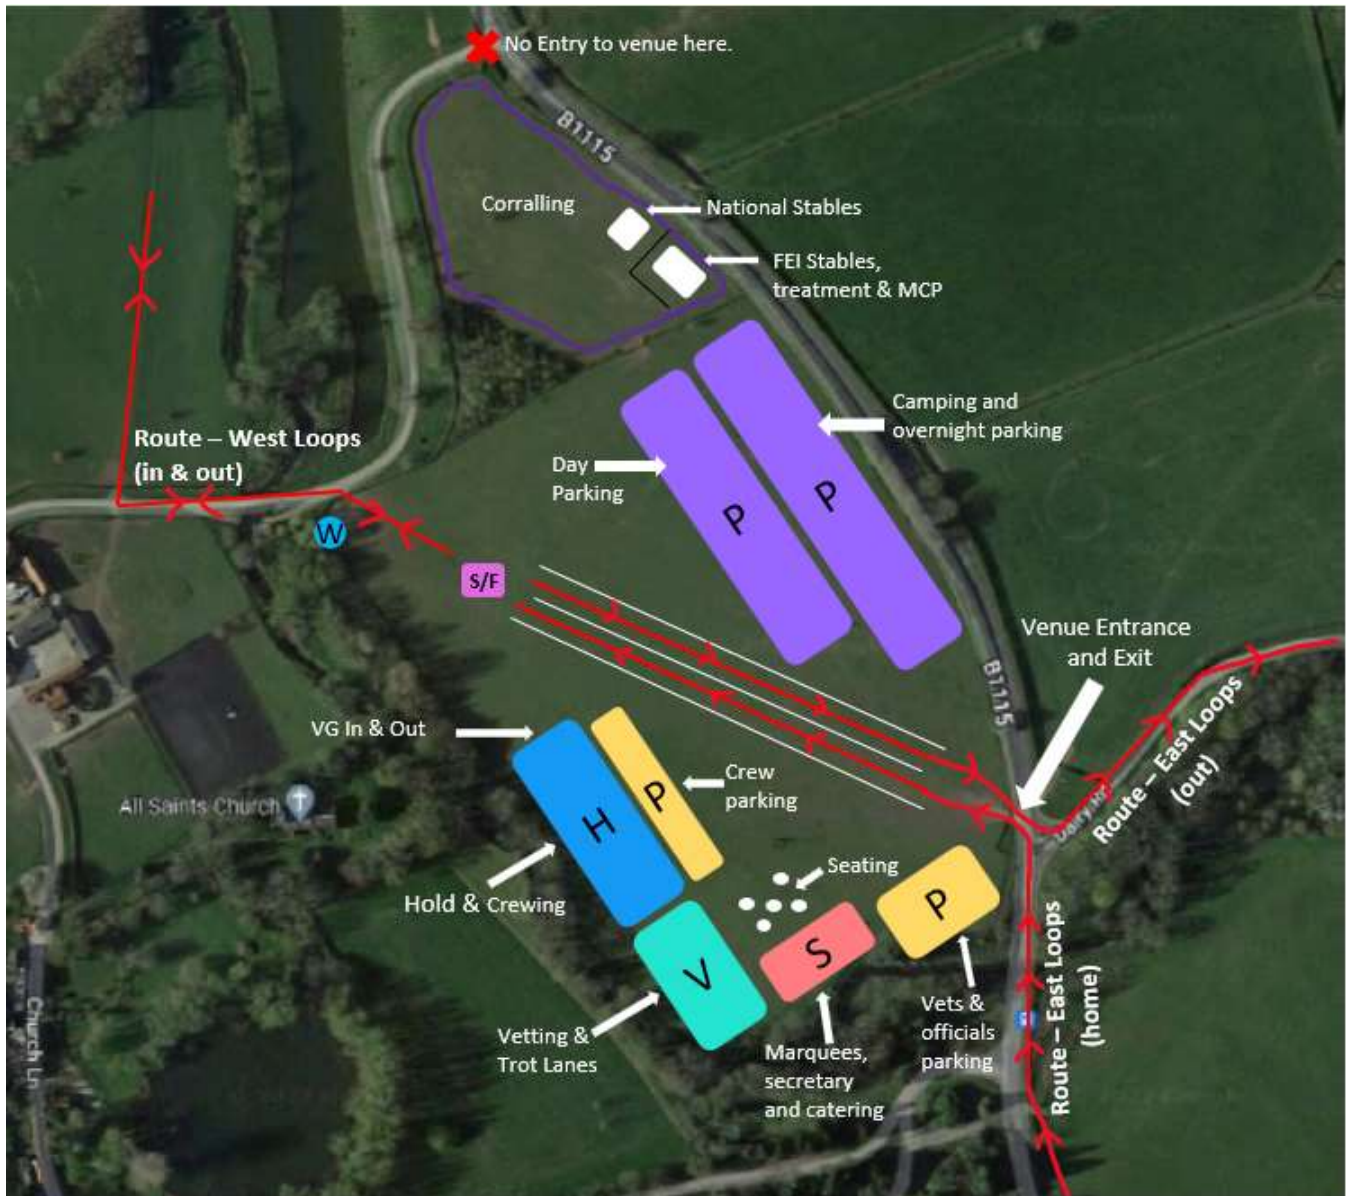 No Entry to venue here.
B1115
Corralling
National Stables
FEI Stables,
treatment & MCP
Camping and
overnight parking
Route – West Loops
(in & out)
Day
Parking
P
P
W
S/F
Venue Entrance
and Exit
B1115
Route – East Loops
(out)
VG In & Out
Crew
parking
P
All Saints Church
H
Dairy Rd
Seating
Hold & Crewing
P
S
V
Route – East Loops
(home)
Vets &
officials
parking
Vetting &
Trot Lanes
Marquees,
secretary
and catering
Church Ln